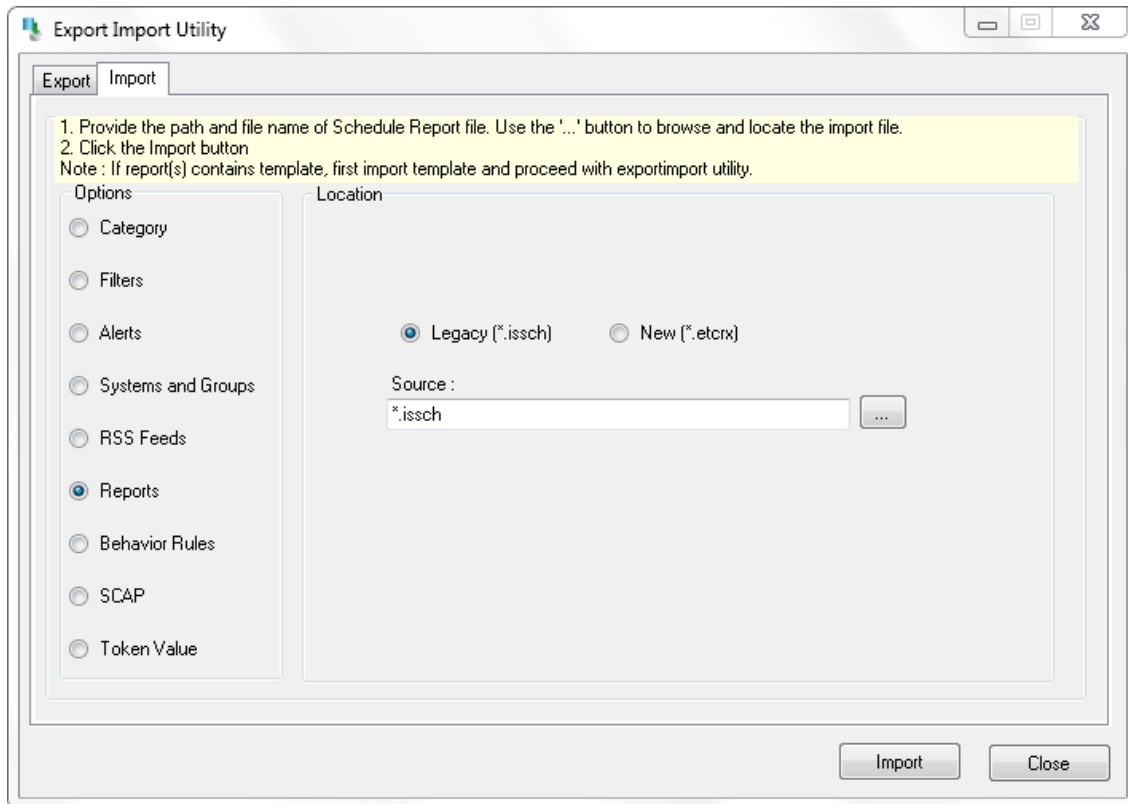 Export Import Utility
Export
Import
1. Provide the path and file name of Schedule Report file. Use the '...' button to browse and locate the import file.
2. Click the Import button
Note : If report(s) contains template, first import template and proceed with exportimport utility.
Options
Category
Filters
Alerts
Systems and Groups
RSS Feeds
Reports
Behavior Rules
SCAP
Token Value
Location
Legacy (*.issch)
New (*.etcrx)
Source :
*.issch
...
Import
Close